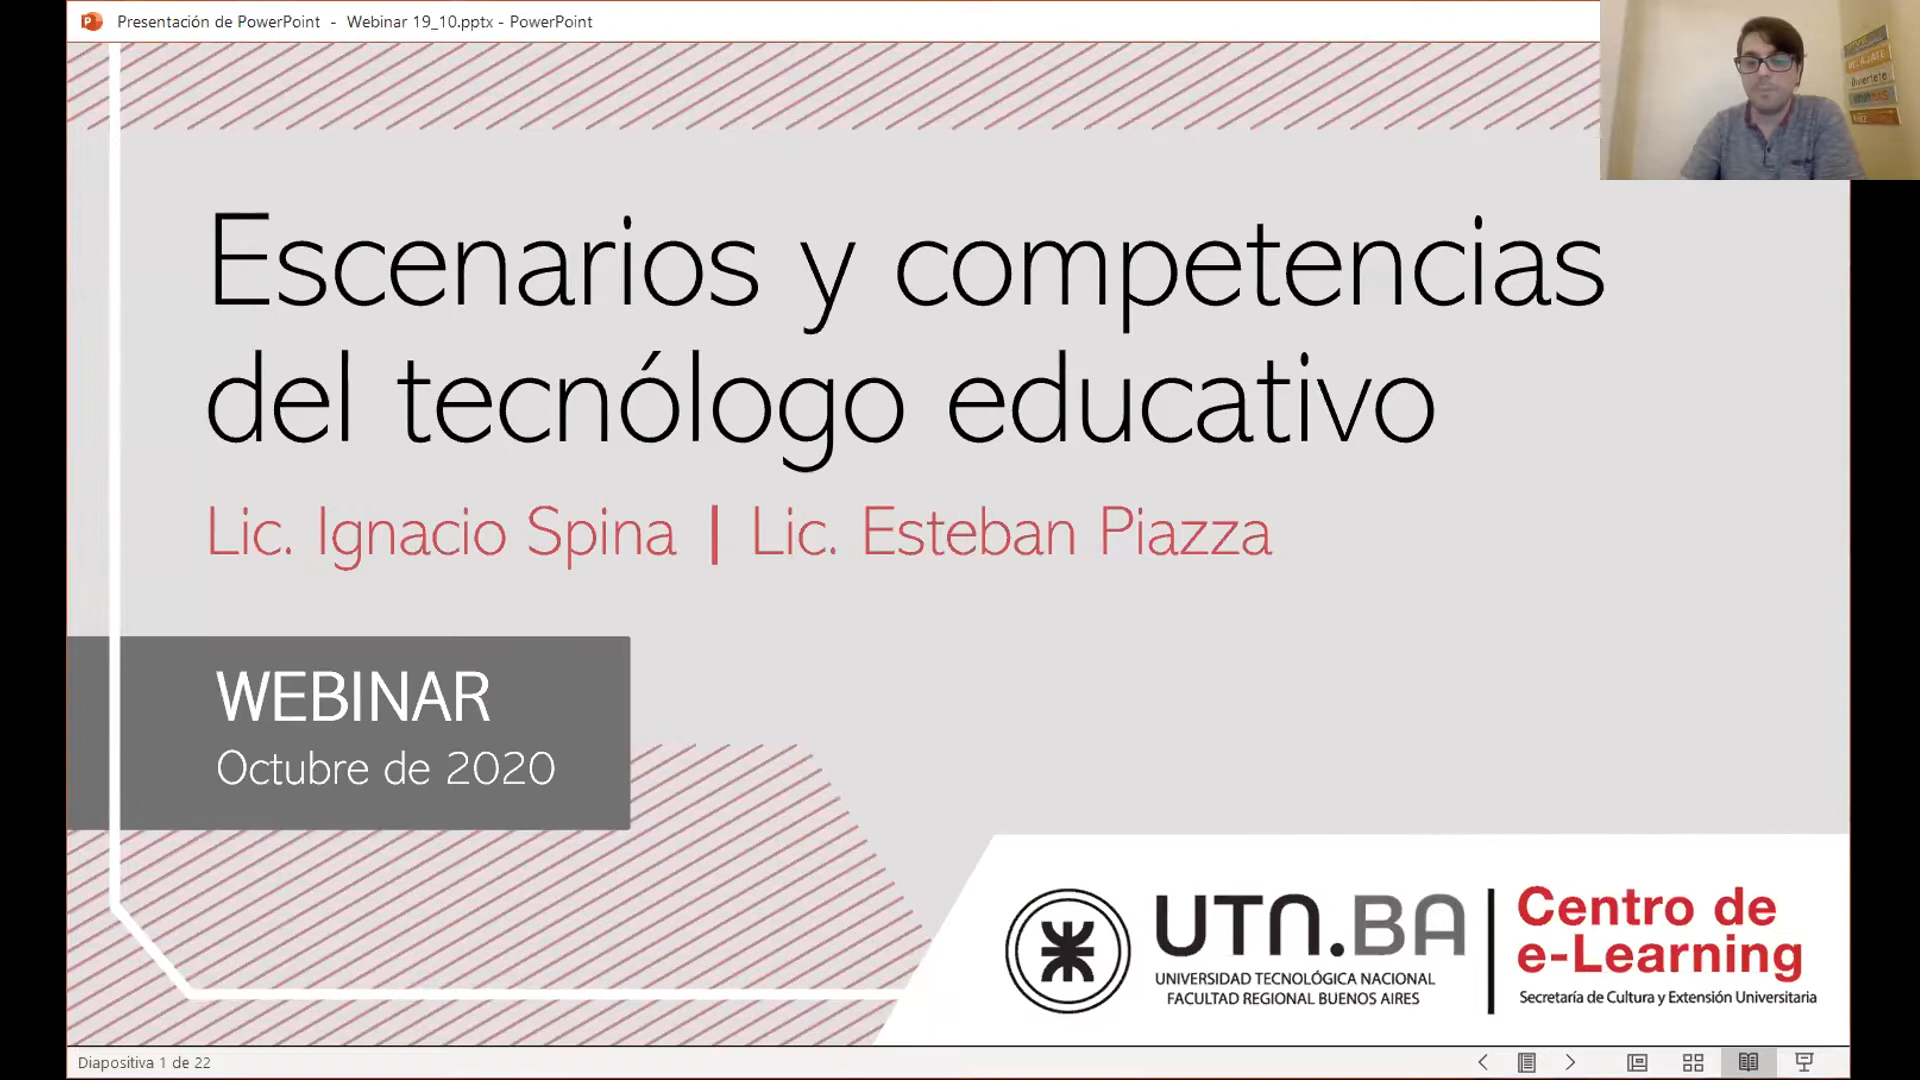 Presentación de PowerPoint - Webinar 19_10.pptx - PowerPoint
RELÁJATE
Diviértete
Escenarios y competencias
del tecnólogo educativo
Lic. Ignacio Spina | Lic. Esteban Piazza
WEBINAR
Octubre de 2020
UTN.BA
UNIVERSIDAD TECNOLÓGICA NACIONAL
FACULTAD REGIONAL BUENOS AIRES
Centro de
e-Learning
Secretaría de Cultura y Extensión Universitaria
Diapositiva 1 de 22